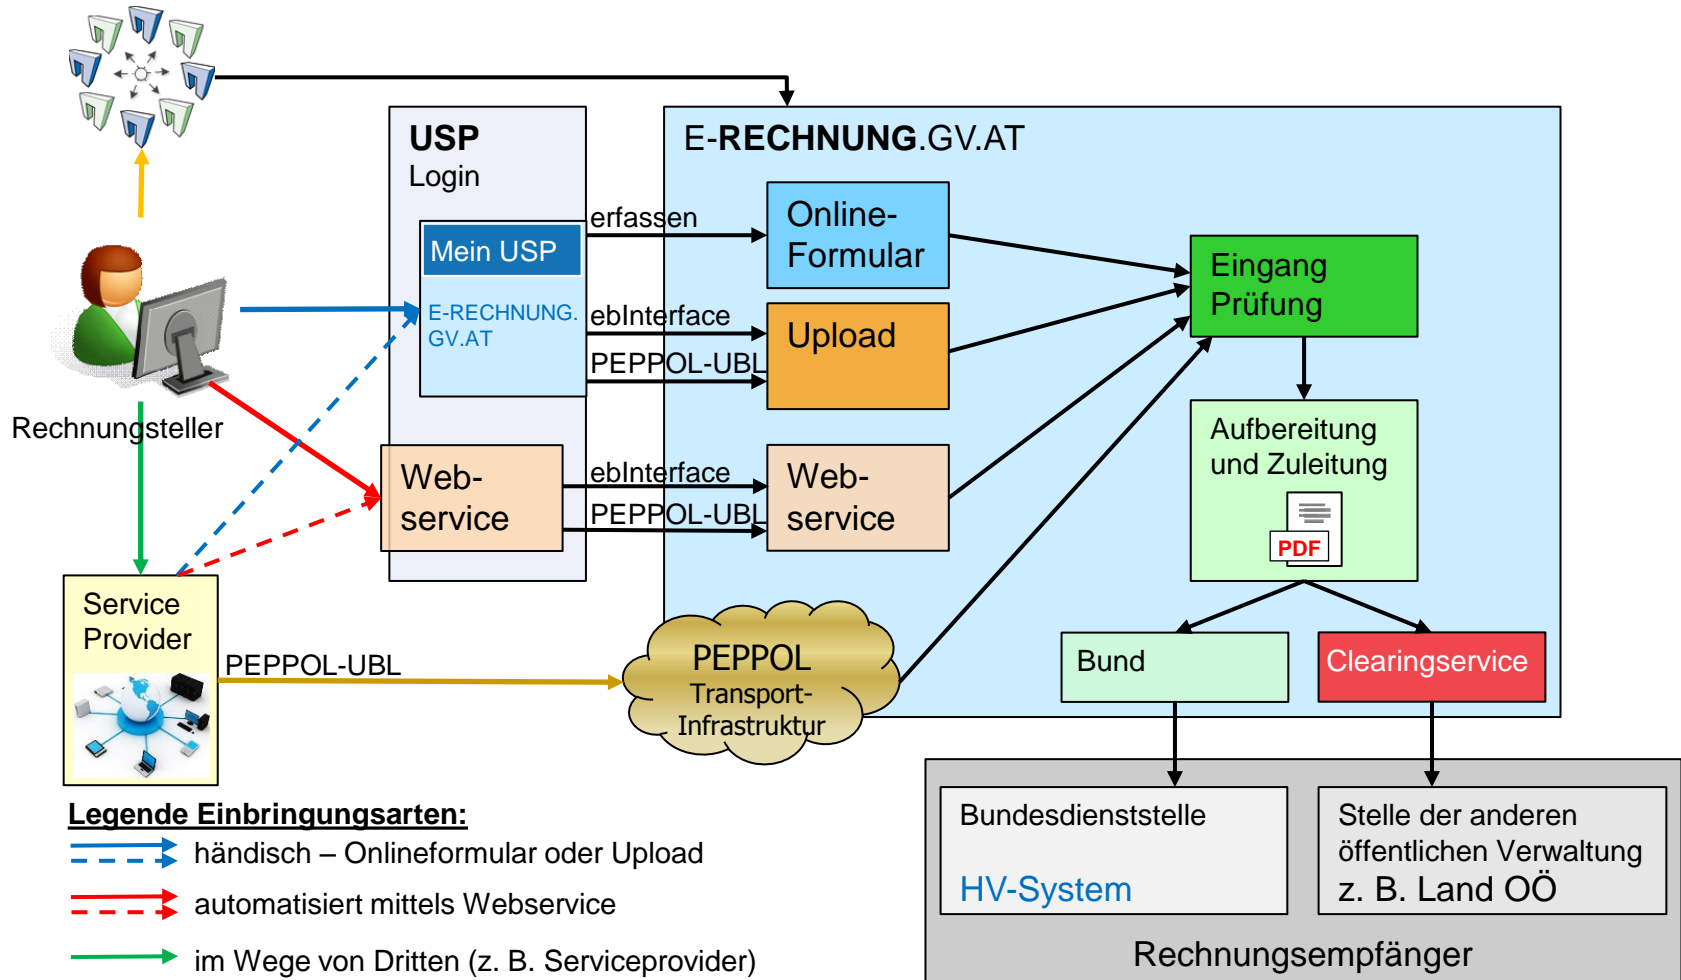 USP
Login
E-RECHNUNG.GV.AT
Mein USP
E-RECHNUNG.
GV.AT
erfassen
ebInterface
PEPPOL-UBL
Online-
Formular
Upload
Eingang
Prüfung
Rechnungsteller
Web-
service
ebInterface
PEPPOL-UBL
Web-
service
Aufbereitung
und Zuleitung
PDF
Service
Provider
PEPPOL-UBL
PEPPOL
Transport-
Infrastruktur
Bund
Clearingservice
Bundesdienststelle
HV-System
Stelle der anderen
öffentlichen Verwaltung
z. B. Land OÖ
Rechnungsempfänger
Legende Einbringungsarten:
händisch – Onlineformular oder Upload
automatisiert mittels Webservice
im Wege von Dritten (z. B. Serviceprovider)